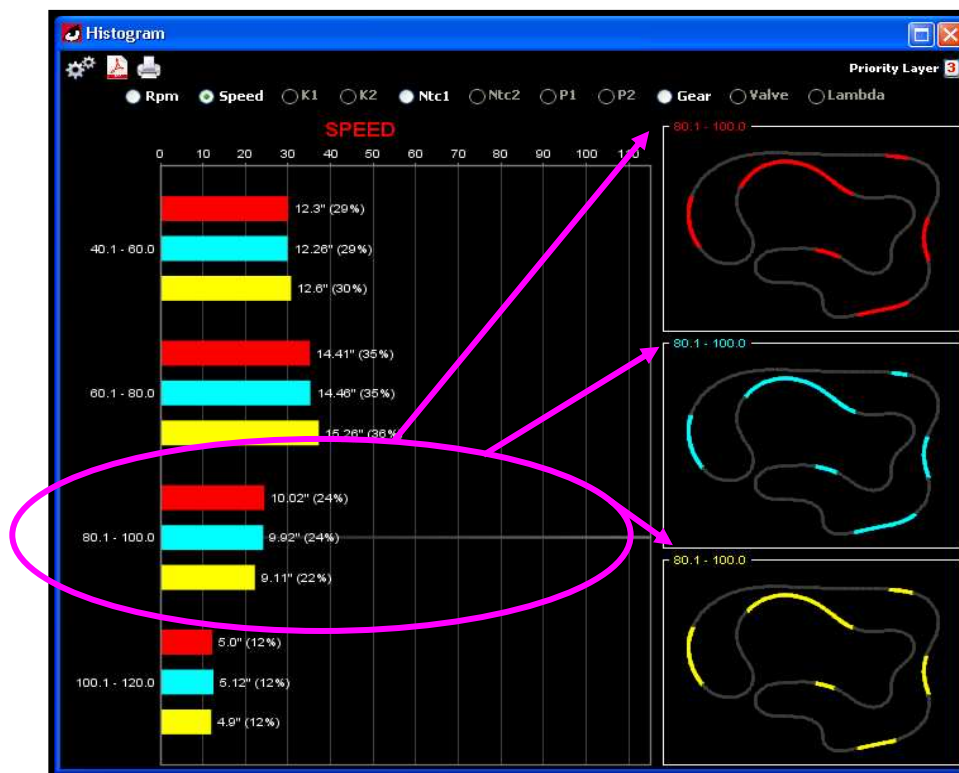 Histogram
Priority Layer 3
Rpm Speed K1 K2 Ntc1 Ntc2 P1 P2 Gear Valve Lambda
SPEED
0 10 20 30 40 50 60 70 80 90 100 110
40.1 - 60.0
12.3" (29%)
12.26" (29%)
12.6" (30%)
60.1 - 80.0
14.41" (35%)
14.46" (35%)
15.26" (36%)
80.1 - 100.0
10.02" (24%)
9.92" (24%)
9.11" (22%)
100.1 - 120.0
5.0" (12%)
5.12" (12%)
4.9" (12%)
80.1 - 100.0
80.1 - 100.0
80.1 - 100.0